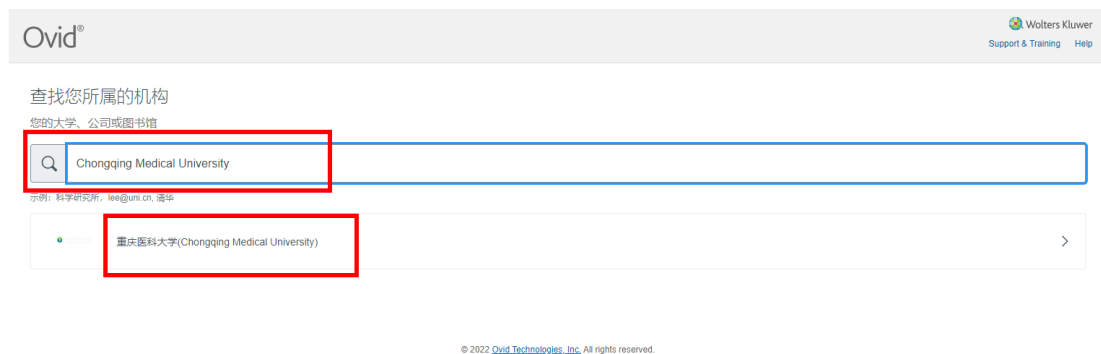 Ovid®
Wolters Kluwer
Support & Training Help
查找您所属的机构
您的大学、公司或图书馆
Chongqing Medical University
示例：科学研究所，lee@uni.cn, 清华
重庆医科大学(Chongqing Medical University)
© 2022 Ovid Technologies, Inc. All rights reserved.